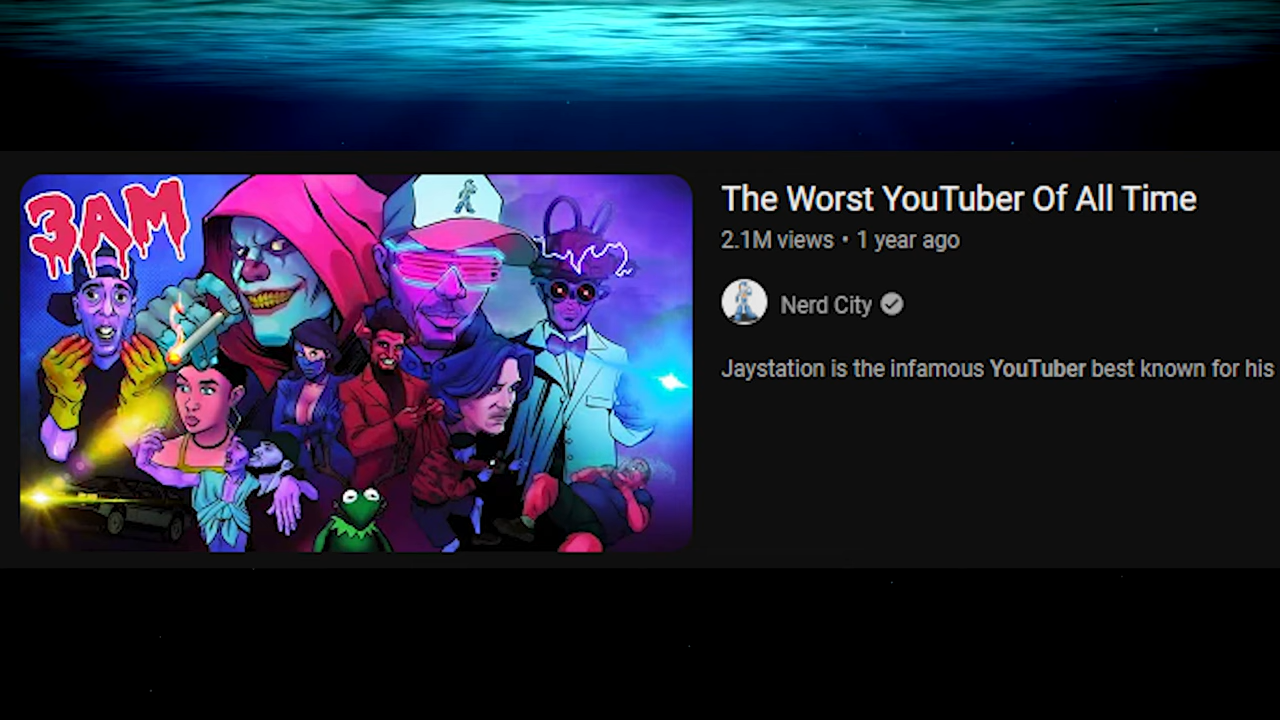 3AM
The Worst YouTuber Of All Time
2.1M views • 1 year ago
Nerd City
Jaystation is the infamous YouTuber best known for his